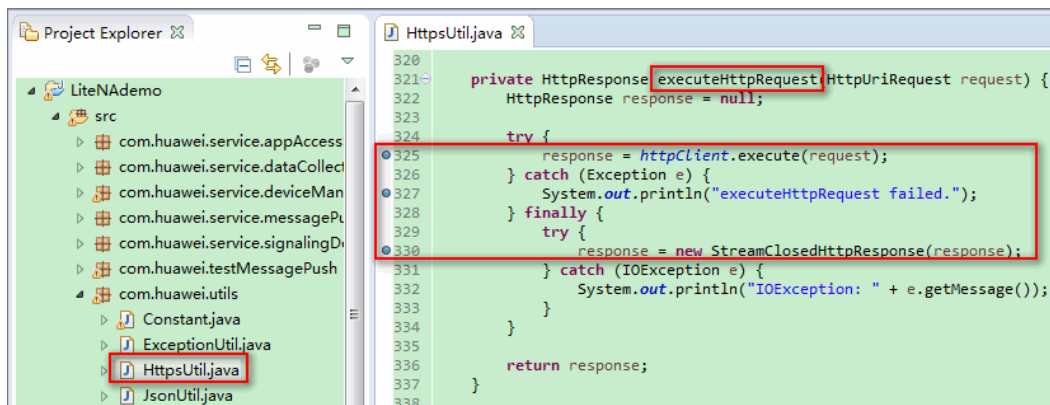 Project Explorer
LiteNAdemo
src
com.huawei.service.appAccess
com.huawei.service.dataCollect
com.huawei.service.deviceMan
com.huawei.service.messagePu
com.huawei.service.signalingD
com.huawei.testMessagePush
com.huawei.utils
Constant.java
ExceptionUtil.java
HttpsUtil.java
JsonUtil.java
HttpsUtil.java
320
321 private HttpResponse executeHttpRequest(HttpUriRequest request) {
322 HttpResponse response = null;
323
324 try {
325 response = httpClient.execute(request);
326 } catch (Exception e) {
327 System.out.println("executeHttpRequest failed.");
328 } finally {
329 try {
330 response = new StreamClosedHttpResponse(response);
331 } catch (IOException e) {
332 System.out.println("IOException: " + e.getMessage());
333 }
334 }
335
336 return response;
337 }
338